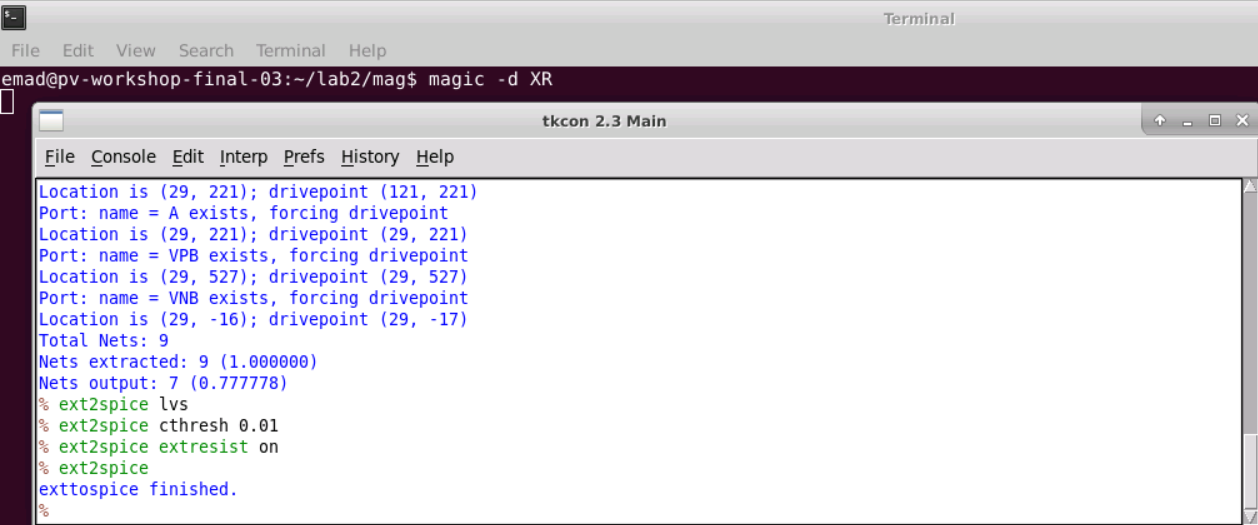 Terminal
File Edit View Search Terminal Help
emad@pv-workshop-final-03:~/lab2/mag$ magic -d XR
tkcon 2.3 Main
File Console Edit Interp Prefs History Help
Location is (29, 221); drivepoint (121, 221)
Port: name = A exists, forcing drivepoint
Location is (29, 221); drivepoint (29, 221)
Port: name = VPB exists, forcing drivepoint
Location is (29, 527); drivepoint (29, 527)
Port: name = VNB exists, forcing drivepoint
Location is (29, -16); drivepoint (29, -17)
Total Nets: 9
Nets extracted: 9 (1.000000)
Nets output: 7 (0.777778)
% ext2spice lvs
% ext2spice cthresh 0.01
% ext2spice extresist on
% ext2spice
exttospice finished.
%